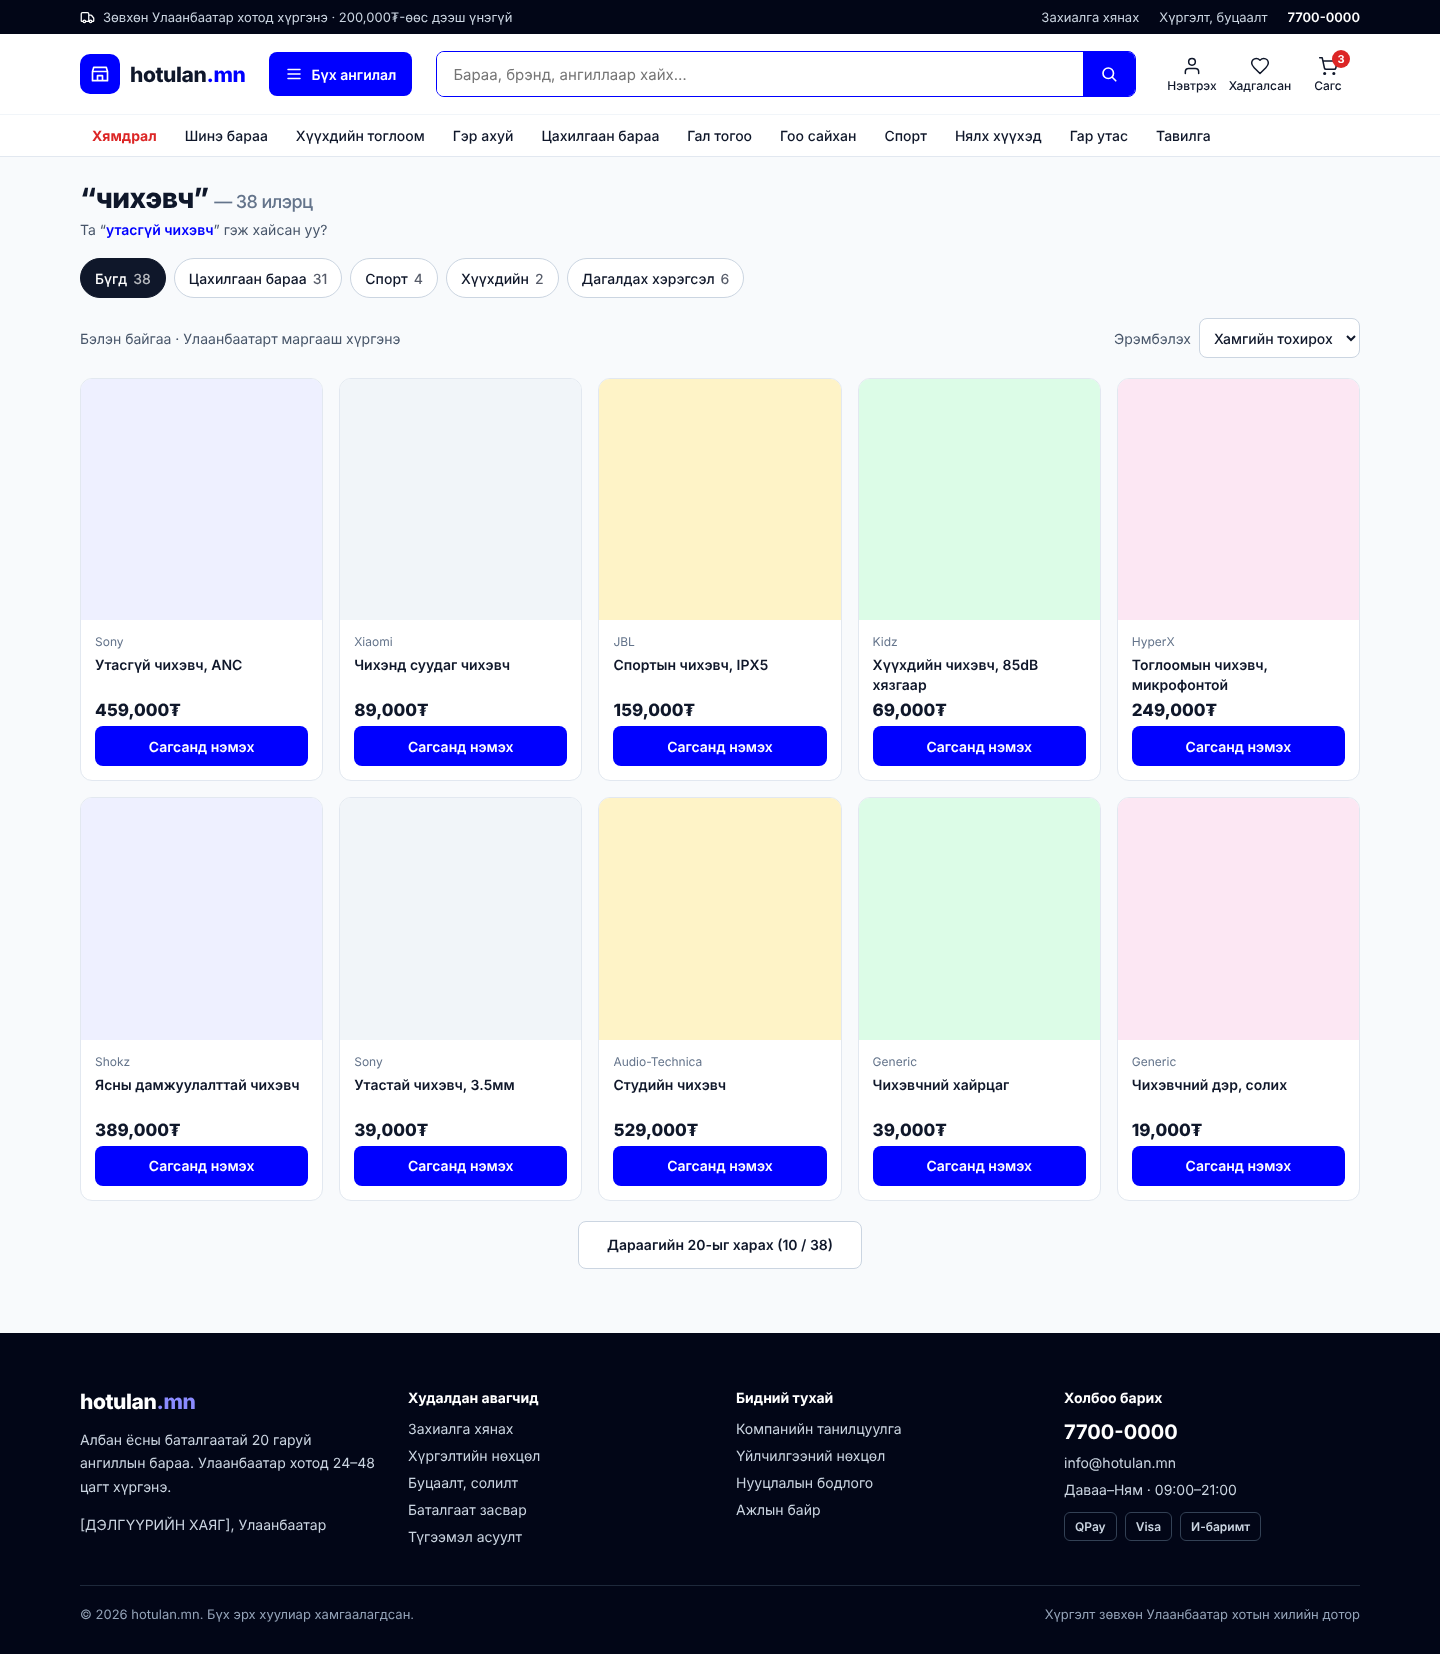 Зөвхөн Улаанбаатар хотод хүргэнэ · 200,000₮-өөс дээш үнэгүй
Захиалга хянах
Хүргэлт, буцаалт
7700-0000
hotulan.mn
Бүх ангилал
Бараа, брэнд, ангиллаар хайх...
Нэвтрэх
Хадгалсан
3
Сагс
Хямдрал
Шинэ бараа
Хүүхдийн тоглоом
Гэр ахуй
Цахилгаан бараа
Гал тогоо
Гоо сайхан
Спорт
Нялх хүүхэд
Гар утас
Тавилга
“чихэвч” — 38 илэрц
Та “утасгүй чихэвч” гэж хайсан уу?
Бүгд 38
Цахилгаан бараа 31
Спорт 4
Хүүхдийн 2
Дагалдах хэрэгсэл 6
Бэлэн байгаа · Улаанбаатарт маргааш хүргэнэ
Эрэмбэлэх
Хамгийн тохирох
Sony
Утасгүй чихэвч, ANC
459,000₮
Сагсанд нэмэх
Xiaomi
Чихэнд суудаг чихэвч
89,000₮
Сагсанд нэмэх
JBL
Спортын чихэвч, IPX5
159,000₮
Сагсанд нэмэх
Kidz
Хүүхдийн чихэвч, 85dB
хязгаар
69,000₮
Сагсанд нэмэх
HyperX
Тоглоомын чихэвч,
микрофонтой
249,000₮
Сагсанд нэмэх
Shokz
Ясны дамжуулалттай чихэвч
389,000₮
Сагсанд нэмэх
Sony
Утастай чихэвч, 3.5мм
39,000₮
Сагсанд нэмэх
Audio-Technica
Студийн чихэвч
529,000₮
Сагсанд нэмэх
Generic
Чихэвчний хайрцаг
39,000₮
Сагсанд нэмэх
Generic
Чихэвчний дэр, солих
19,000₮
Сагсанд нэмэх
Дараагийн 20-ыг харах (10 / 38)
hotulan.mn
Албан ёсны баталгаатай 20 гаруй
ангиллын бараа. Улаанбаатар хотод 24–48
цагт хүргэнэ.
[ДЭЛГҮҮРИЙН ХАЯГ], Улаанбаатар
Худалдан авагчид
Захиалга хянах
Хүргэлтийн нөхцөл
Буцаалт, солилт
Баталгаат засвар
Түгээмэл асуулт
Бидний тухай
Компанийн танилцуулга
Үйлчилгээний нөхцөл
Нууцлалын бодлого
Ажлын байр
Холбоо барих
7700-0000
info@hotulan.mn
Даваа–Ням · 09:00–21:00
QPay
Visa
И-баримт
© 2026 hotulan.mn. Бүх эрх хуулиар хамгаалагдсан.
Хүргэлт зөвхөн Улаанбаатар хотын хилийн дотор